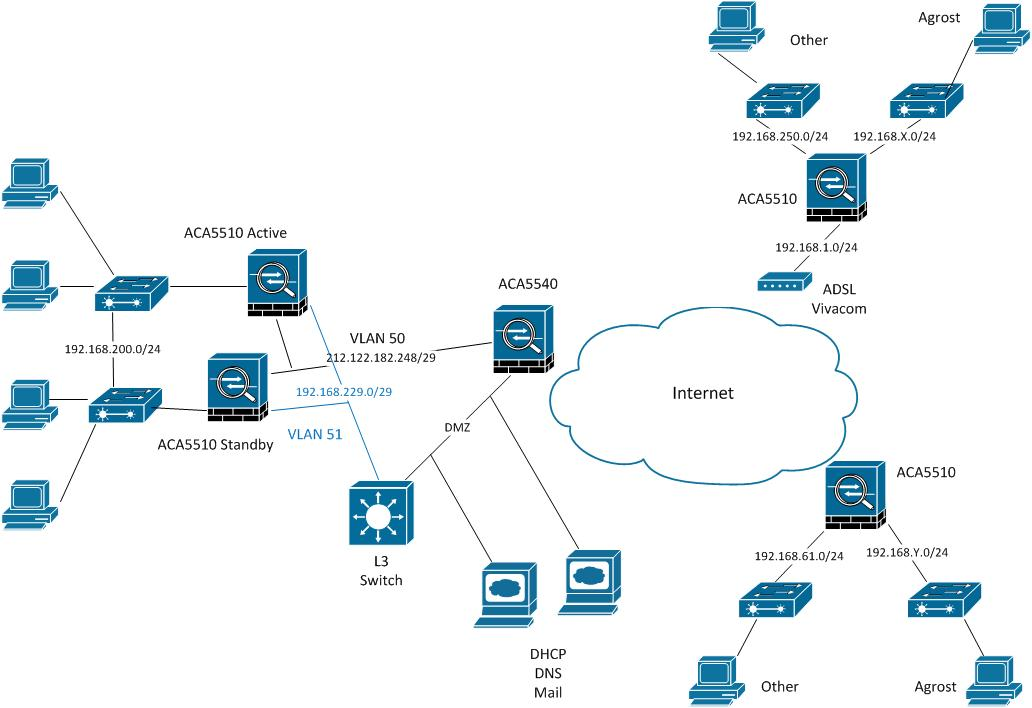 Agrost
Other
192.168.250.0/24
192.168.X.0/24
ACA5510
192.168.1.0/24
ADSL
Vivacom
ACA5510 Active
ACA5540
VLAN 50
212.122.182.248/29
192.168.200.0/24
192.168.229.0/29
Internet
VLAN 51
DMZ
ACA5510 Standby
ACA5510
192.168.61.0/24
192.168.Y.0/24
L3
Switch
DHCP
DNS
Mail
Other
Agrost